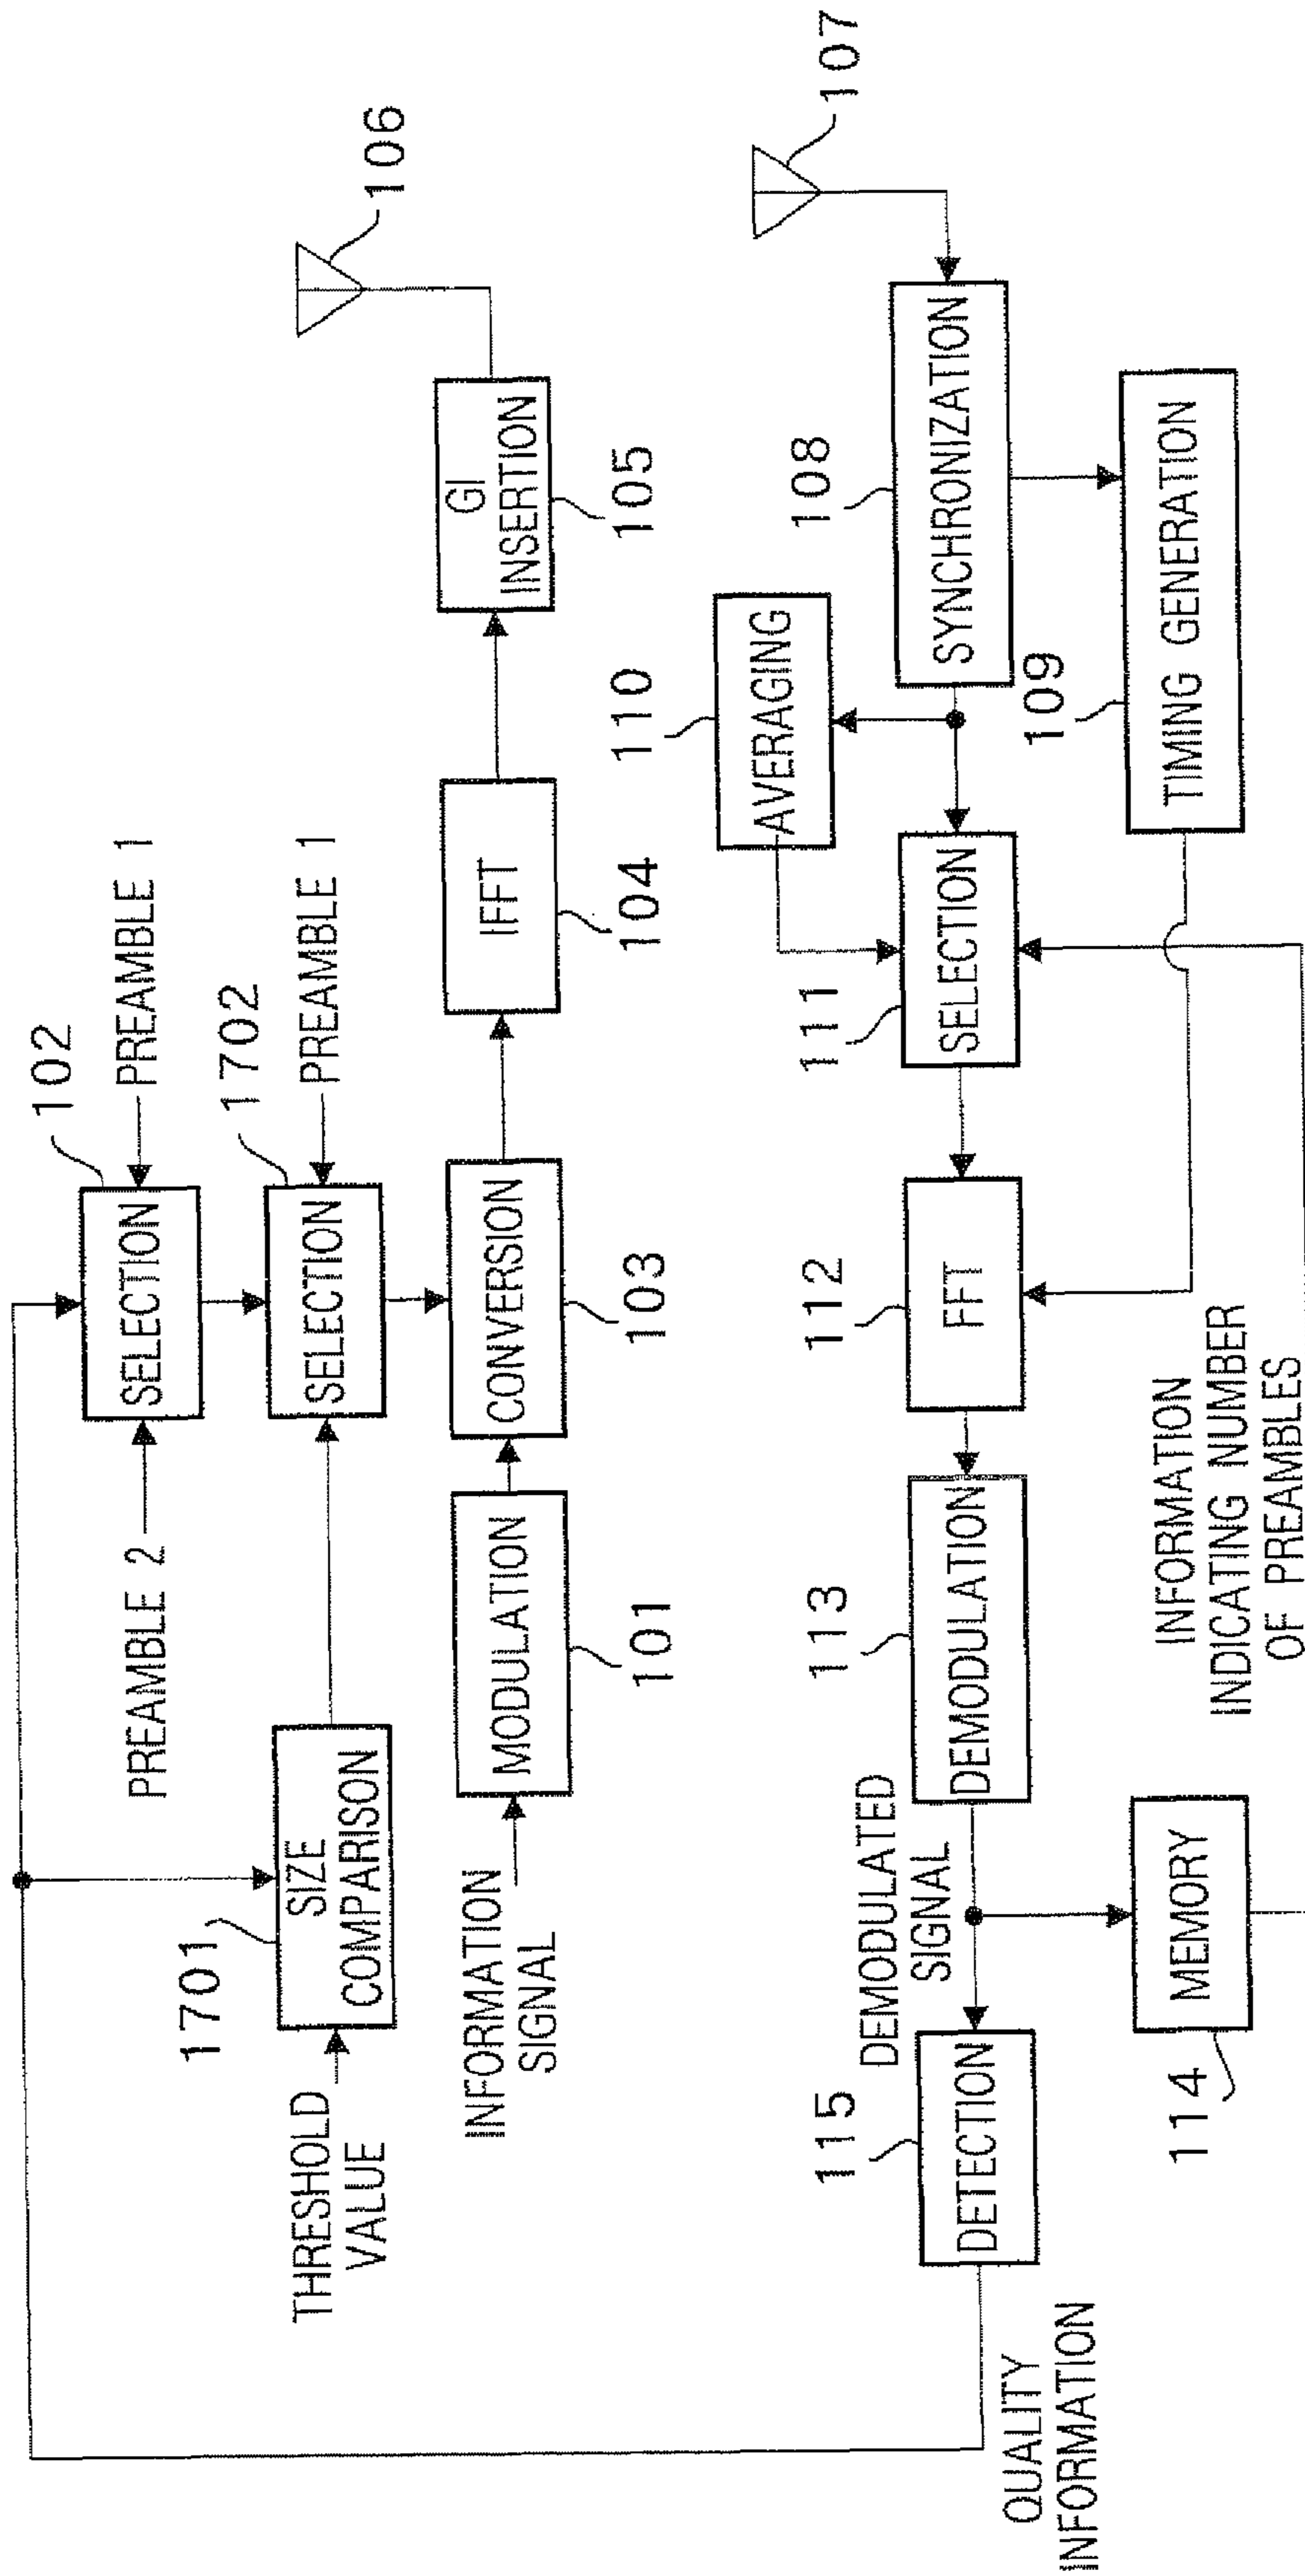 102
PREAMBLE 2
SELECTION
PREAMBLE 1
1701
THRESHOLD
VALUE
SIZE
COMPARISON
1702
SELECTION
PREAMBLE 1
106
INFORMATION
SIGNAL
MODULATION
101
CONVERSION
103
IFFT
104
GI
INSERTION
105
107
110
AVERAGING
115
DETECTION
DEMODULATED
SIGNAL
113
DEMODULATION
112
FFT
111
SELECTION
108
SYNCHRONIZATION
QUALITY
INFORMATION
114
MEMORY
INFORMATION
INDICATING NUMBER
OF PREAMBLES
109
TIMING GENERATION